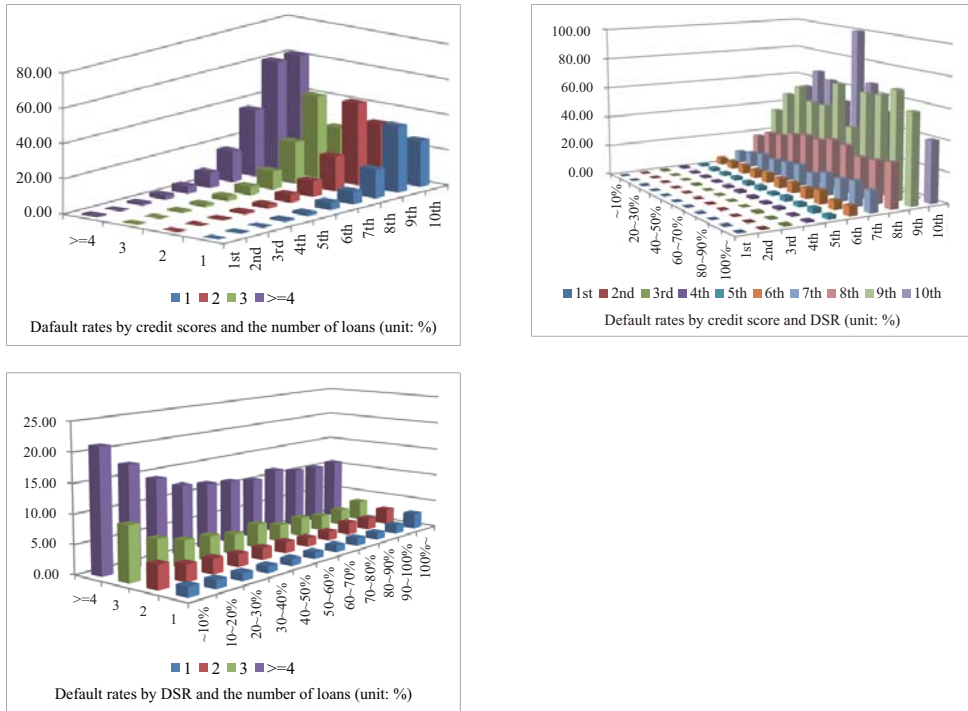 80.00
60.00
40.00
20.00
0.00
>=4
3
2
1
1st
2nd
3rd
4th
5th
6th
7th
8th
9th
10th
1 2 3 >=4
Dafault rates by credit scores and the number of loans (unit: %)
100.00
80.00
60.00
40.00
20.00
0.00
~10%
20~30%
40~50%
60~70%
80~90%
100%~
1st
2nd
3rd
4th
5th
6th
7th
8th
9th
10th
1st 2nd 3rd 4th 5th 6th 7th 8th 9th 10th
Default rates by credit score and DSR (unit: %)
25.00
20.00
15.00
10.00
5.00
0.00
>=4
3
2
1
~10%
10~20%
20~30%
30~40%
40~50%
50~60%
60~70%
70~80%
80~90%
90~100%
100%~
1 2 3 >=4
Default rates by DSR and the number of loans (unit: %)